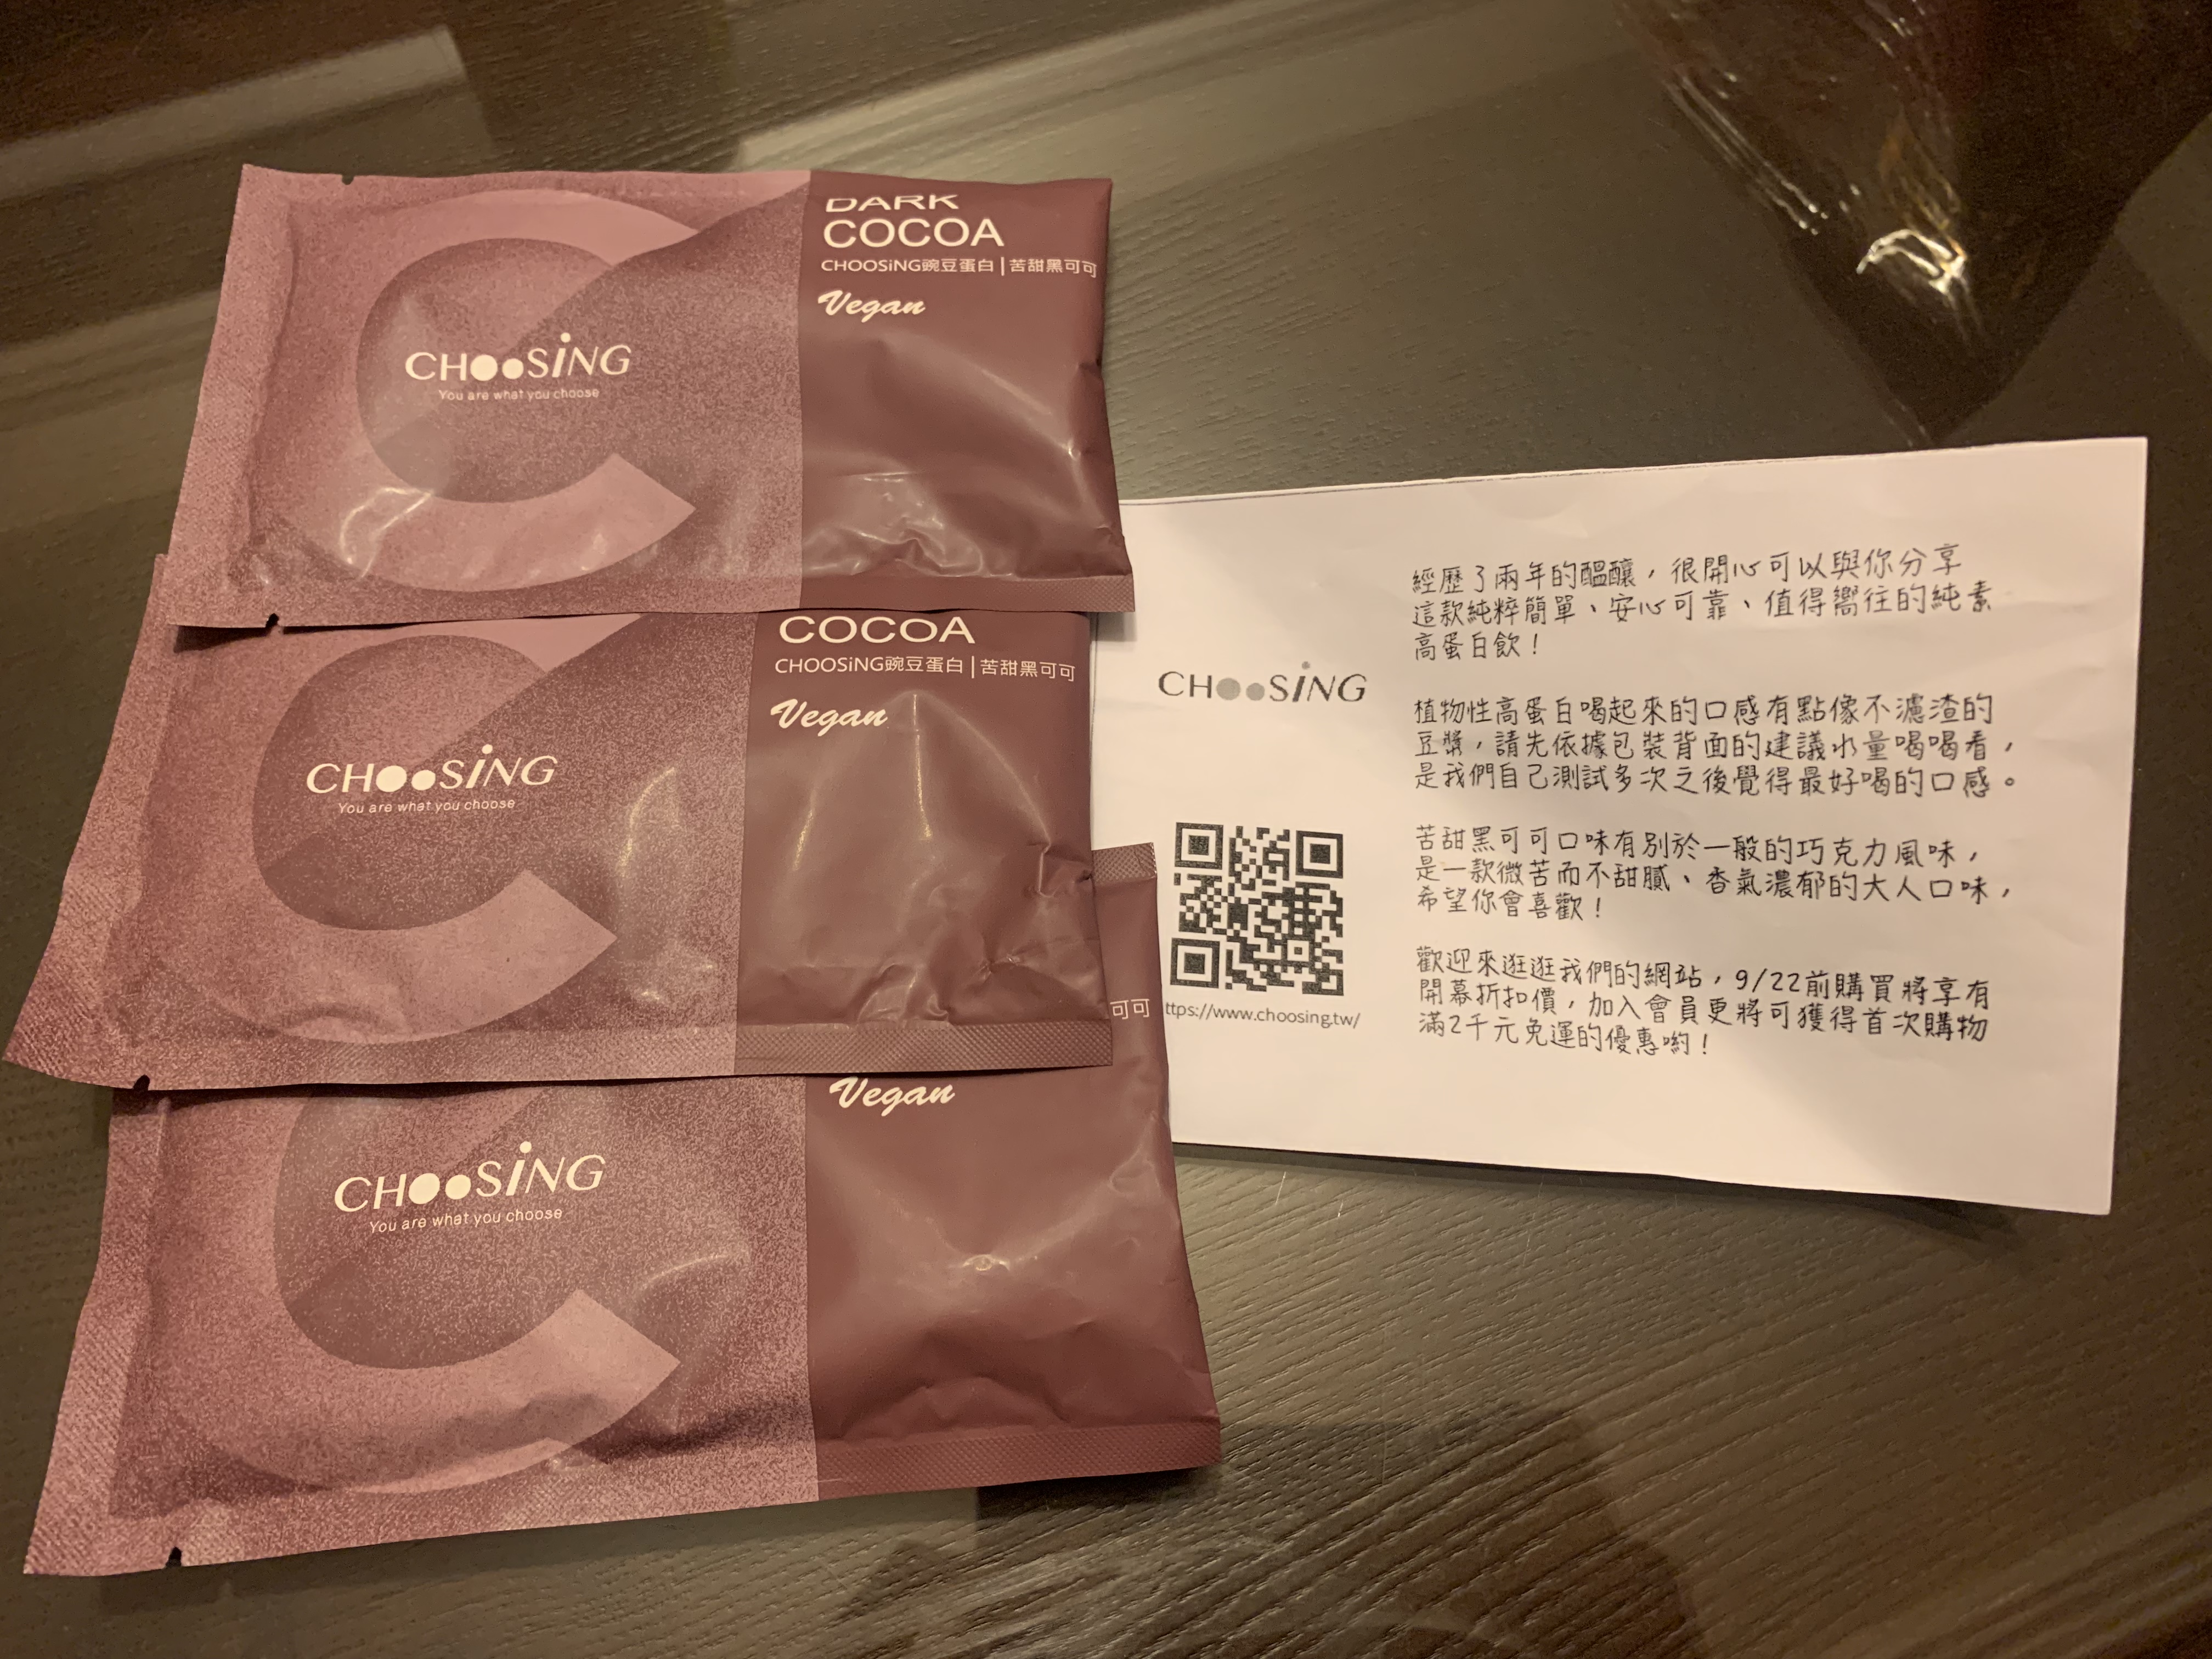 DARK
COCOA
CHOOSiNG豌豆蛋白|苦甜黑可可
Vegan
CHOOSiNG
You are what you choose
COCOA
CHOOSiNG豌豆蛋白|苦甜黑可可
Vegan
CHOOSiNG
You are what you choose
可可
Vegan
CHOOSiNG
You are what you choose
CHOOSiNG
ttps://www.choosing.tw/
經歷了兩年的醞釀，很開心可以與你分享
這款純粹簡單、安心可靠、值得嚮往的純素
高蛋白飲！
植物性高蛋白喝起來的口感有點像不濾渣的
豆漿，請先依據包裝背面的建議水量喝喝看，
是我們自己測試多次之後覺得最好喝的口感。
苦甜黑可可口味有別於一般的巧克力風味，
是一款微苦而不甜膩、香氣濃郁的大人口味，
希望你會喜歡！
歡迎來逛逛我們的網站，9/22前購買將享有
開幕折扣價，加入會員更將可獲得首次購物
滿2千元免運的優惠喲！